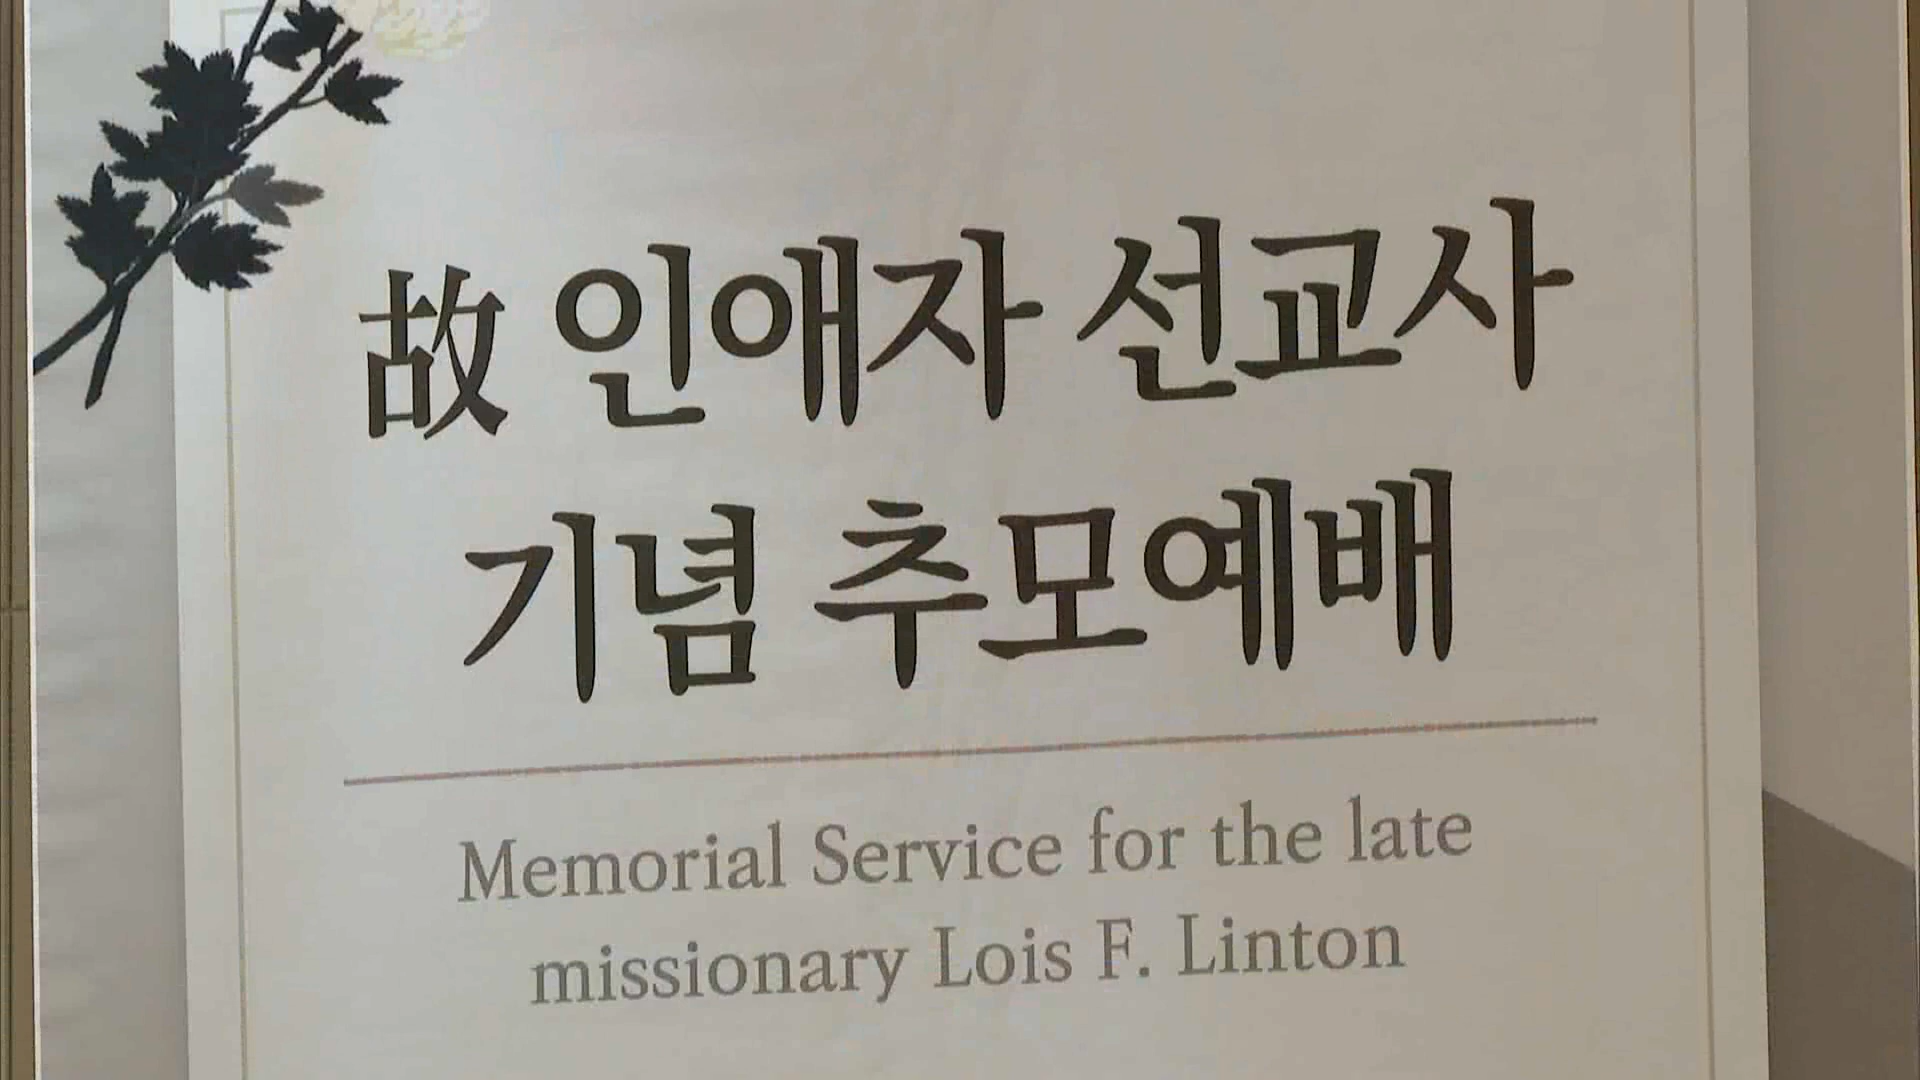 故 인애자 선교사
기념 추모예배
Memorial Service for the late
missionary Lois F. Linton